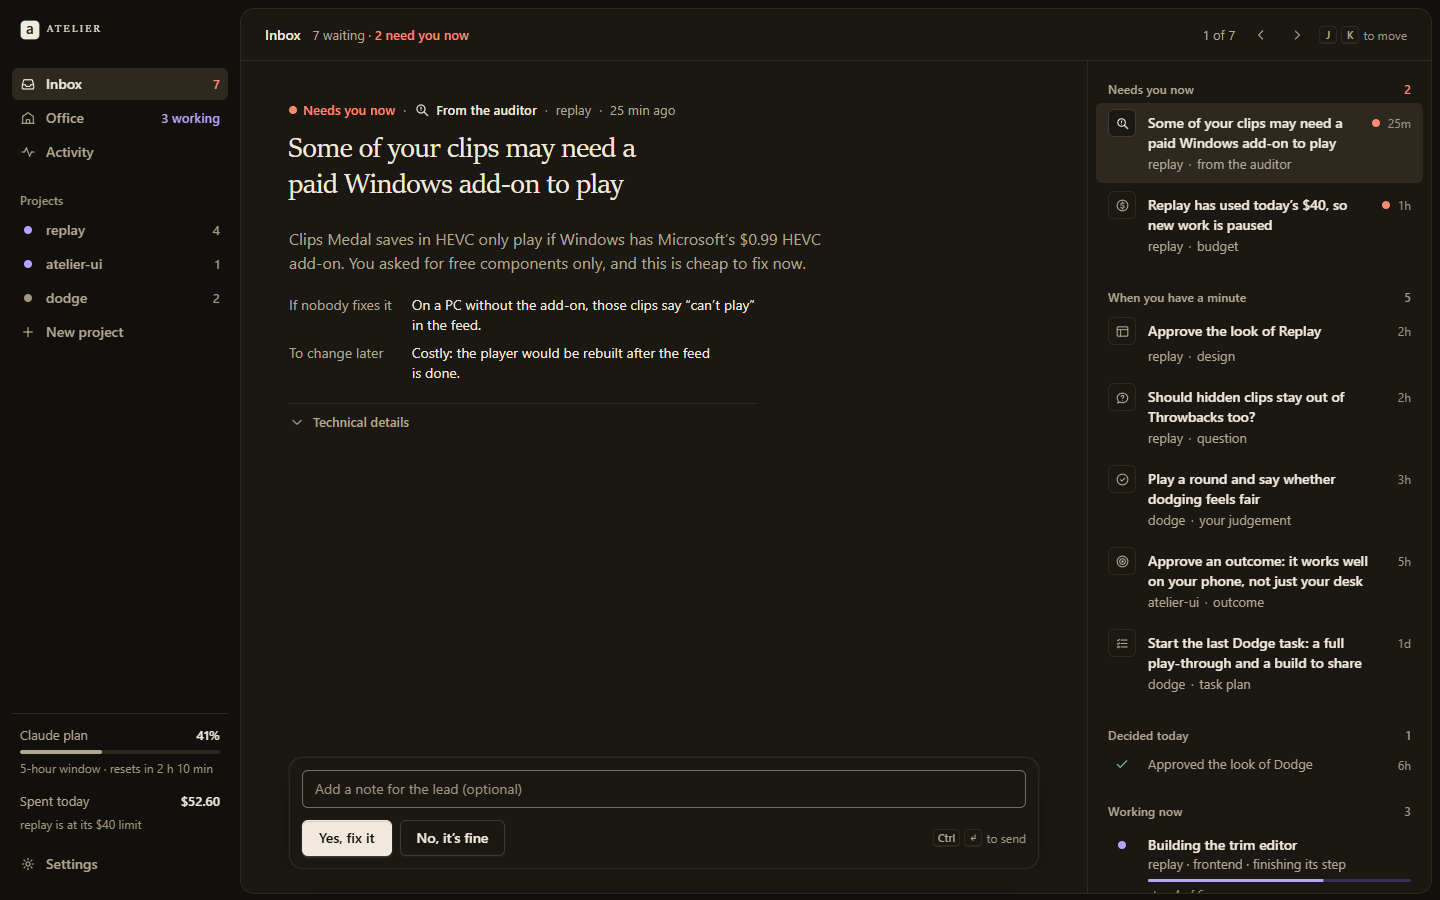 a ATELIER
Inbox 7
Office 3 working
Activity
Projects
replay 4
atelier-ui 1
dodge 2
New project
Claude plan 41%
5-hour window · resets in 2 h 10 min
Spent today $52.60
replay is at its $40 limit
Settings
Inbox 7 waiting · 2 need you now
1 of 7 J K to move
Needs you now · From the auditor · replay · 25 min ago
Some of your clips may need a
paid Windows add-on to play
Clips Medal saves in HEVC only play if Windows has Microsoft’s $0.99 HEVC
add-on. You asked for free components only, and this is cheap to fix now.
If nobody fixes it On a PC without the add-on, those clips say “can’t play”
in the feed.
To change later Costly: the player would be rebuilt after the feed
is done.
Technical details
Add a note for the lead (optional)
Yes, fix it No, it’s fine Ctrl ↵ to send
Needs you now 2
Some of your clips may need a 25m
paid Windows add-on to play
replay · from the auditor
Replay has used today’s $40, so 1h
new work is paused
replay · budget
When you have a minute 5
Approve the look of Replay 2h
replay · design
Should hidden clips stay out of 2h
Throwbacks too?
replay · question
Play a round and say whether 3h
dodging feels fair
dodge · your judgement
Approve an outcome: it works well 5h
on your phone, not just your desk
atelier-ui · outcome
Start the last Dodge task: a full 1d
play-through and a build to share
dodge · task plan
Decided today 1
Approved the look of Dodge 6h
Working now 3
Building the trim editor
replay · frontend · finishing its step